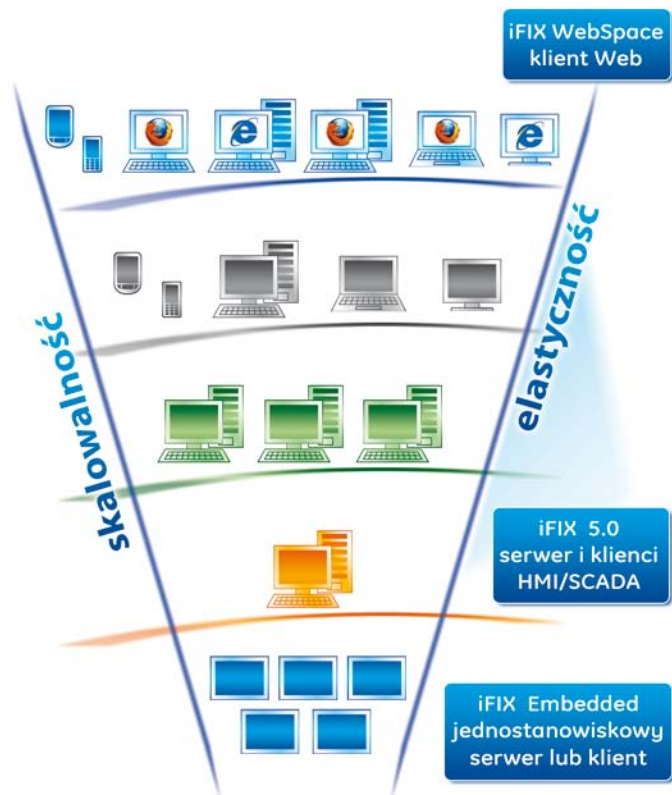 iFIX WebSpace
klient Web
skalowalność
elastyczność
iFIX 5.0
serwer i klienci
HMI/SCADA
iFIX Embedded
jednostanowiskowy
serwer lub klient